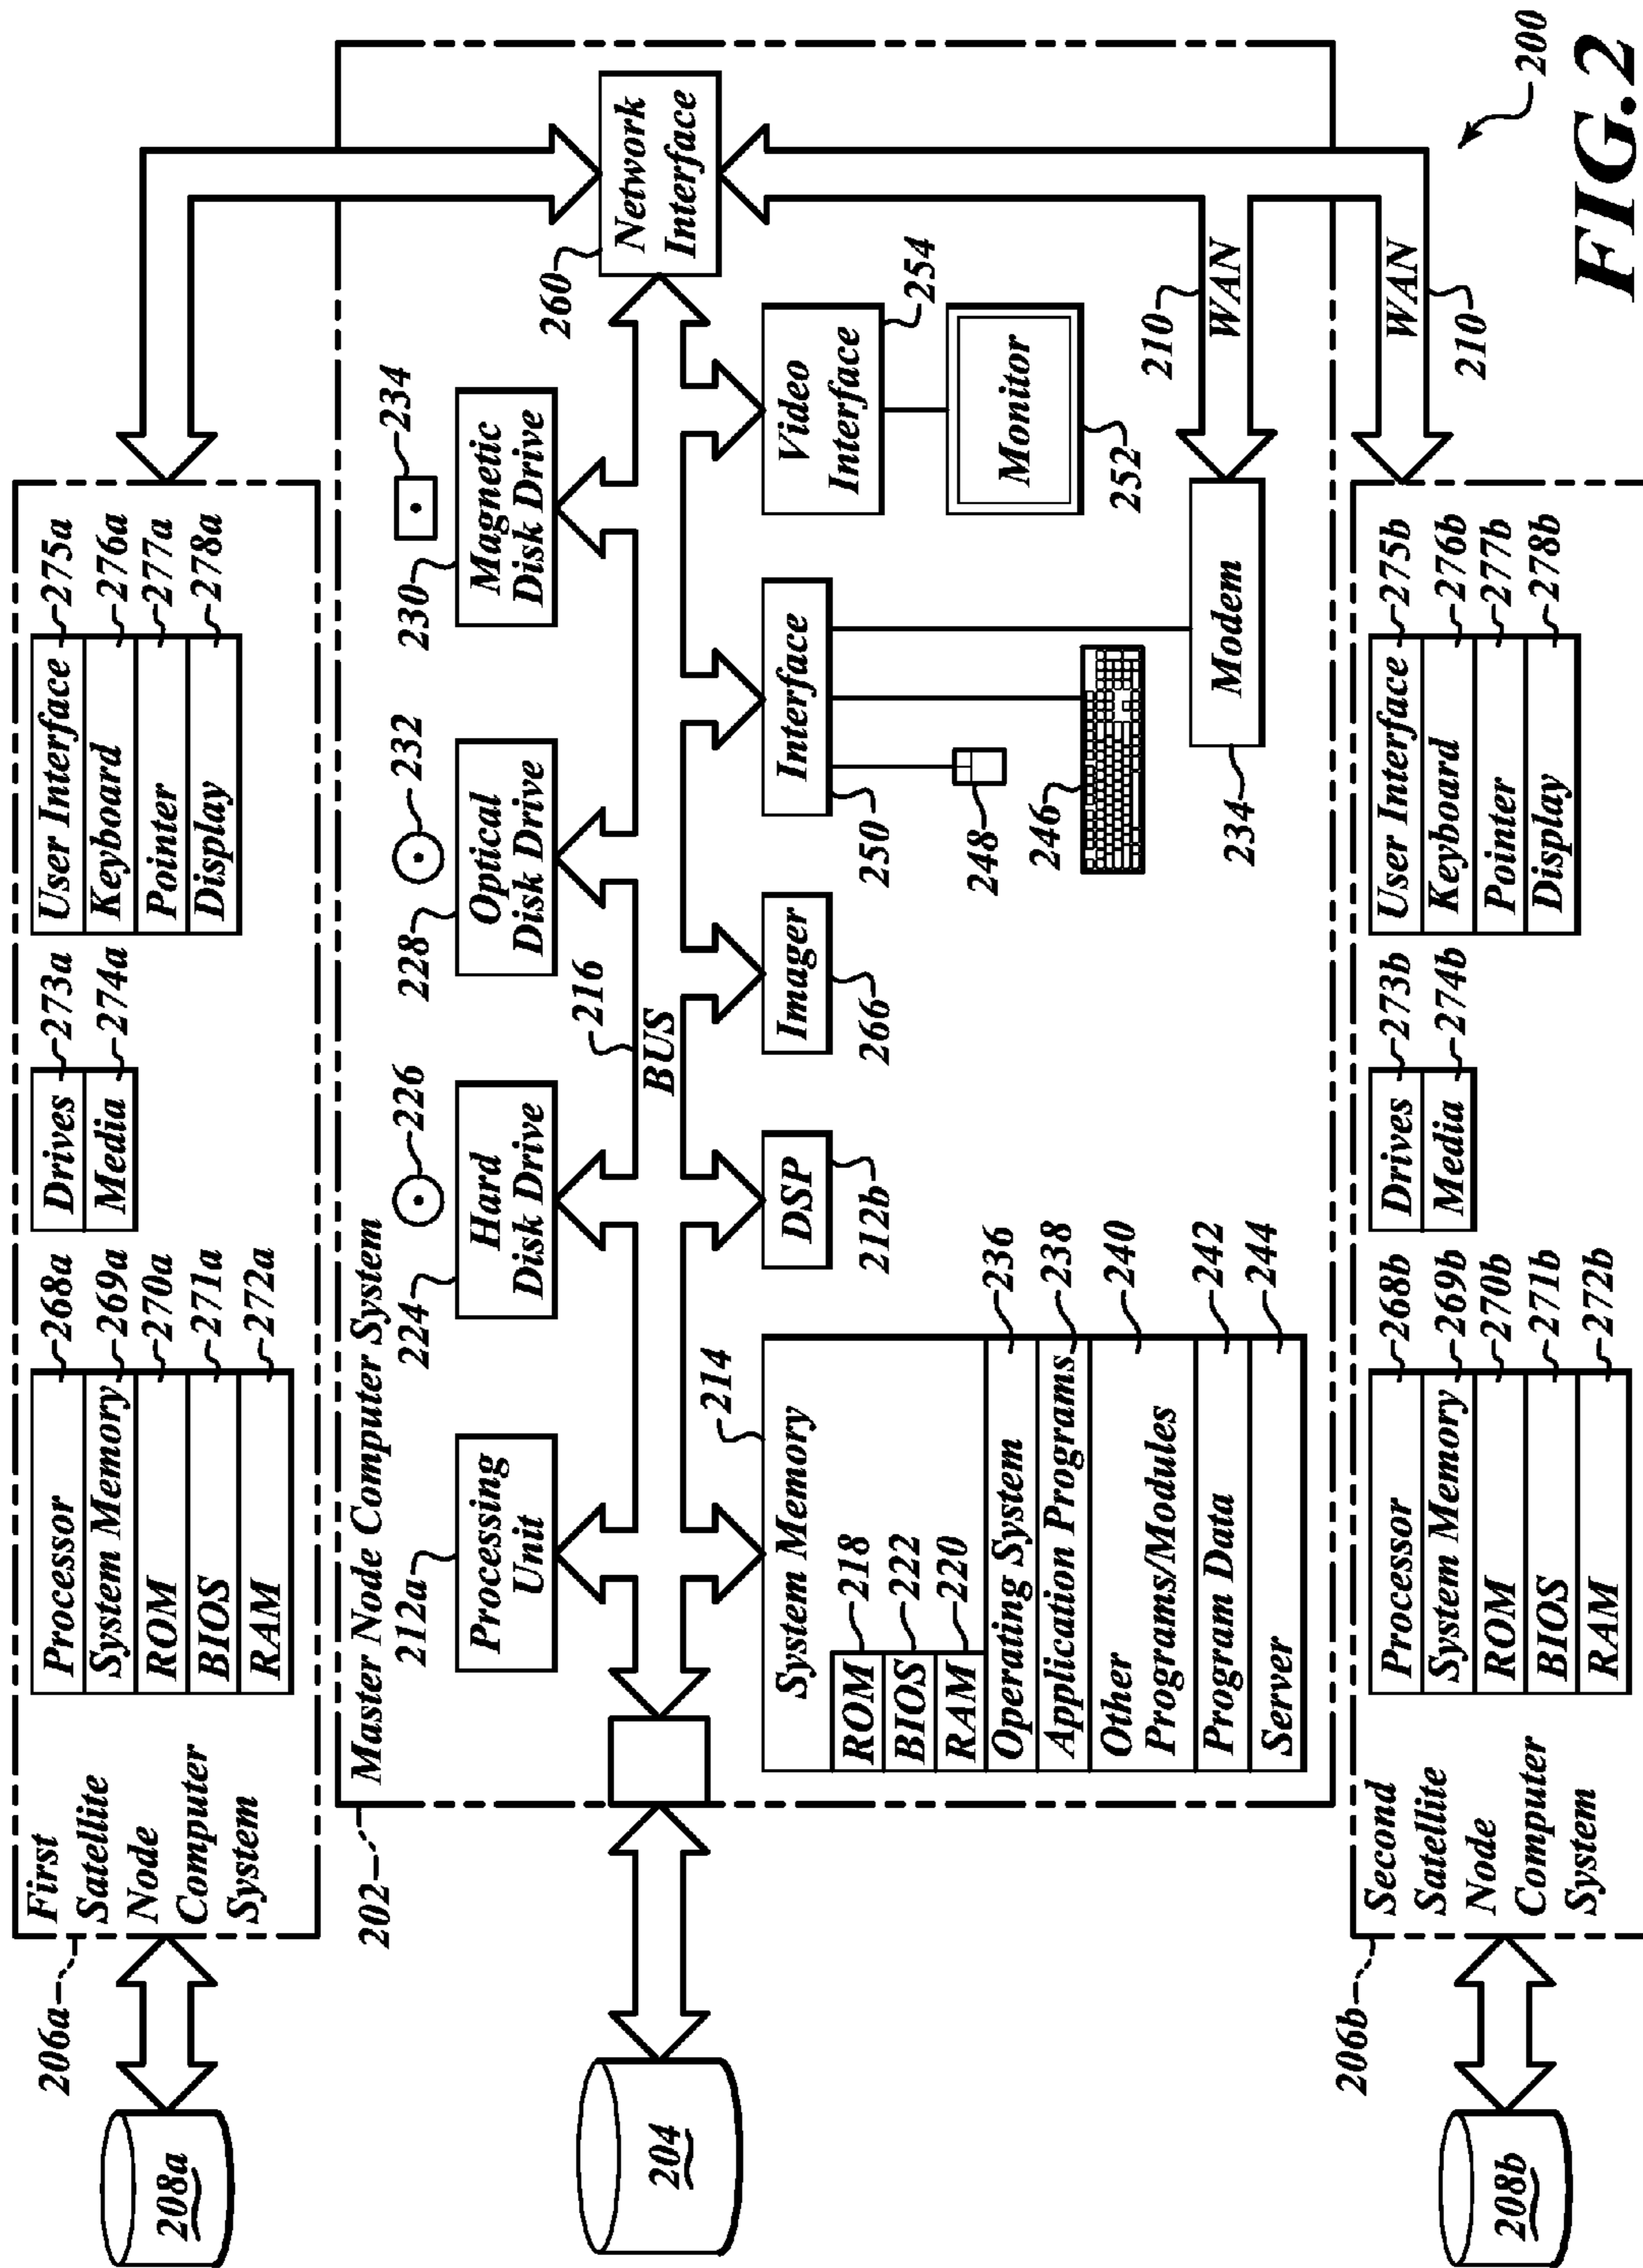 First
Satellite
Node
Computer
System
206a
208a
Processor 268a
System Memory 269a
ROM 270a
BIOS 271a
RAM 272a
Drives 273a
Media 274a
User Interface 275a
Keyboard 276a
Pointer 277a
Display 278a
Master Node Computer System
202
204
212a
Processing
Unit
224
Hard
Disk Drive
226
228
Optical
Disk Drive
232
230
Magnetic
Disk Drive
234
216
BUS
260
Network
Interface
214
System Memory
ROM 218
BIOS 222
RAM 220
Operating System 236
Application Programs 238
Other
Programs/Modules 240
Program Data 242
Server 244
DSP
212b
Imager
266
Interface
250
248
246
Modem
234
Video
Interface
254
Monitor
252
210
WAN
WAN
210
Second
Satellite
Node
Computer
System
206b
208b
Processor 268b
System Memory 269b
ROM 270b
BIOS 271b
RAM 272b
Drives 273b
Media 274b
User Interface 275b
Keyboard 276b
Pointer 277b
Display 278b
200
FIG.2